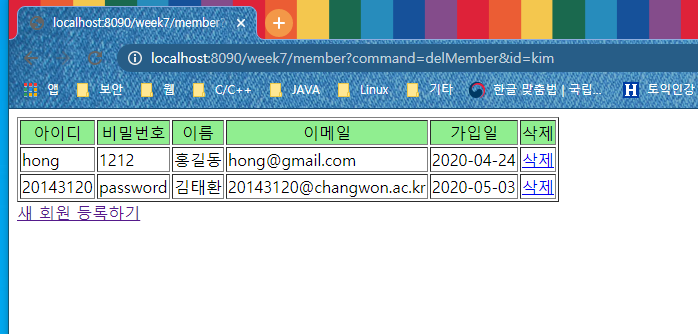 localhost:8090/week7/member
localhost:8090/week7/member?command=delMember&id=kim
앱 보안 웹 C/C++ JAVA Linux 기타 한글 맞춤법 | 국립... H 토익인강
아이디 비밀번호 이름 이메일 가입일 삭제
hong 1212 홍길동 hong@gmail.com 2020-04-24 삭제
20143120 password 김태환 20143120@changwon.ac.kr 2020-05-03 삭제
새 회원 등록하기